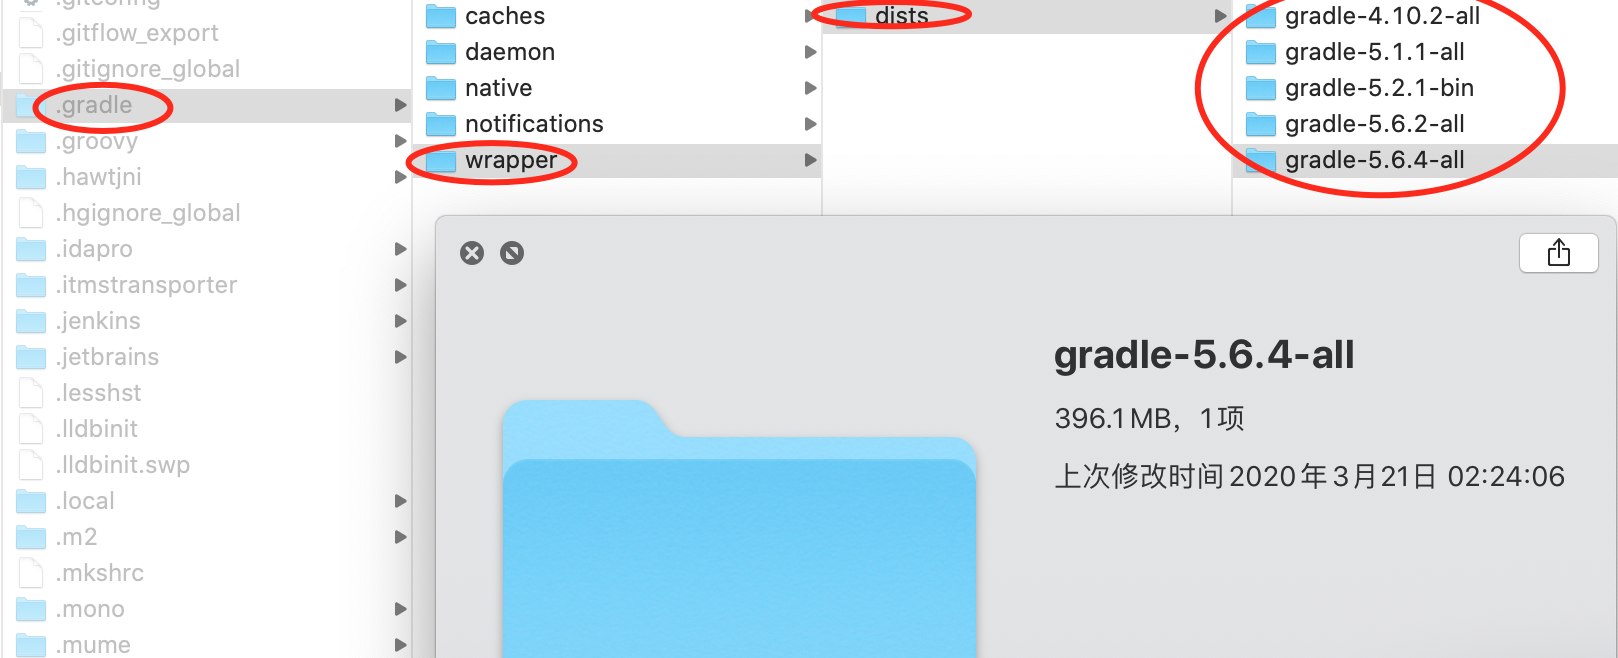 .gitconfig
.gitflow_export
.gitignore_global
.gradle
.groovy
.hawtjni
.hgignore_global
.idapro
.itmstransporter
.jenkins
.jetbrains
.lesshst
.lldbinit
.lldbinit.swp
.local
.m2
.mkshrc
.mono
.mume
caches
daemon
native
notifications
wrapper
dists
gradle-4.10.2-all
gradle-5.1.1-all
gradle-5.2.1-bin
gradle-5.6.2-all
gradle-5.6.4-all
gradle-5.6.4-all
396.1 MB，1项
上次修改时间 2020年3月21日 02:24:06